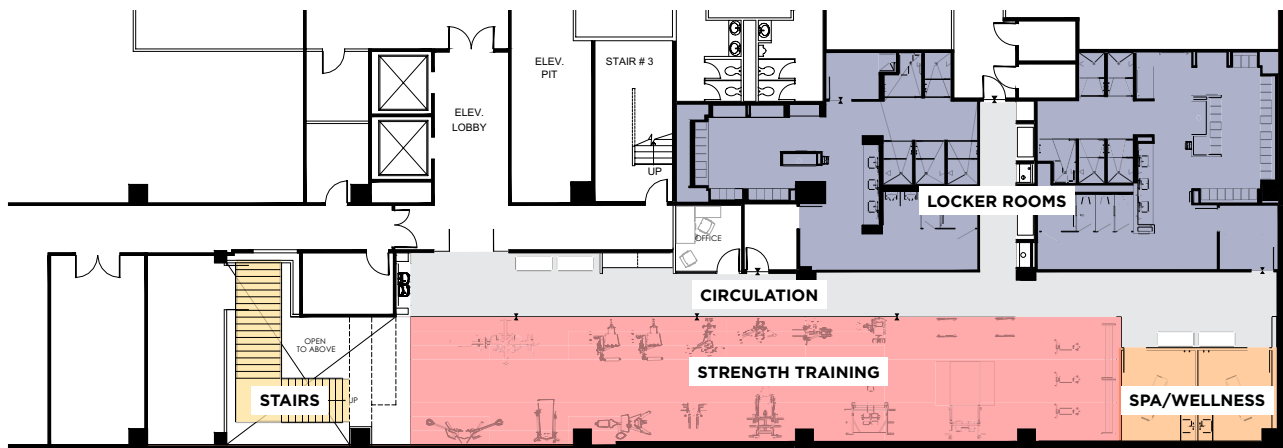 ELEV.
PIT
STAIR # 3
ELEV.
LOBBY
UP
LOCKER ROOMS
OFFICE
CIRCULATION
OPEN
TO ABOVE
STRENGTH TRAINING
STAIRS
UP
SPA/WELLNESS